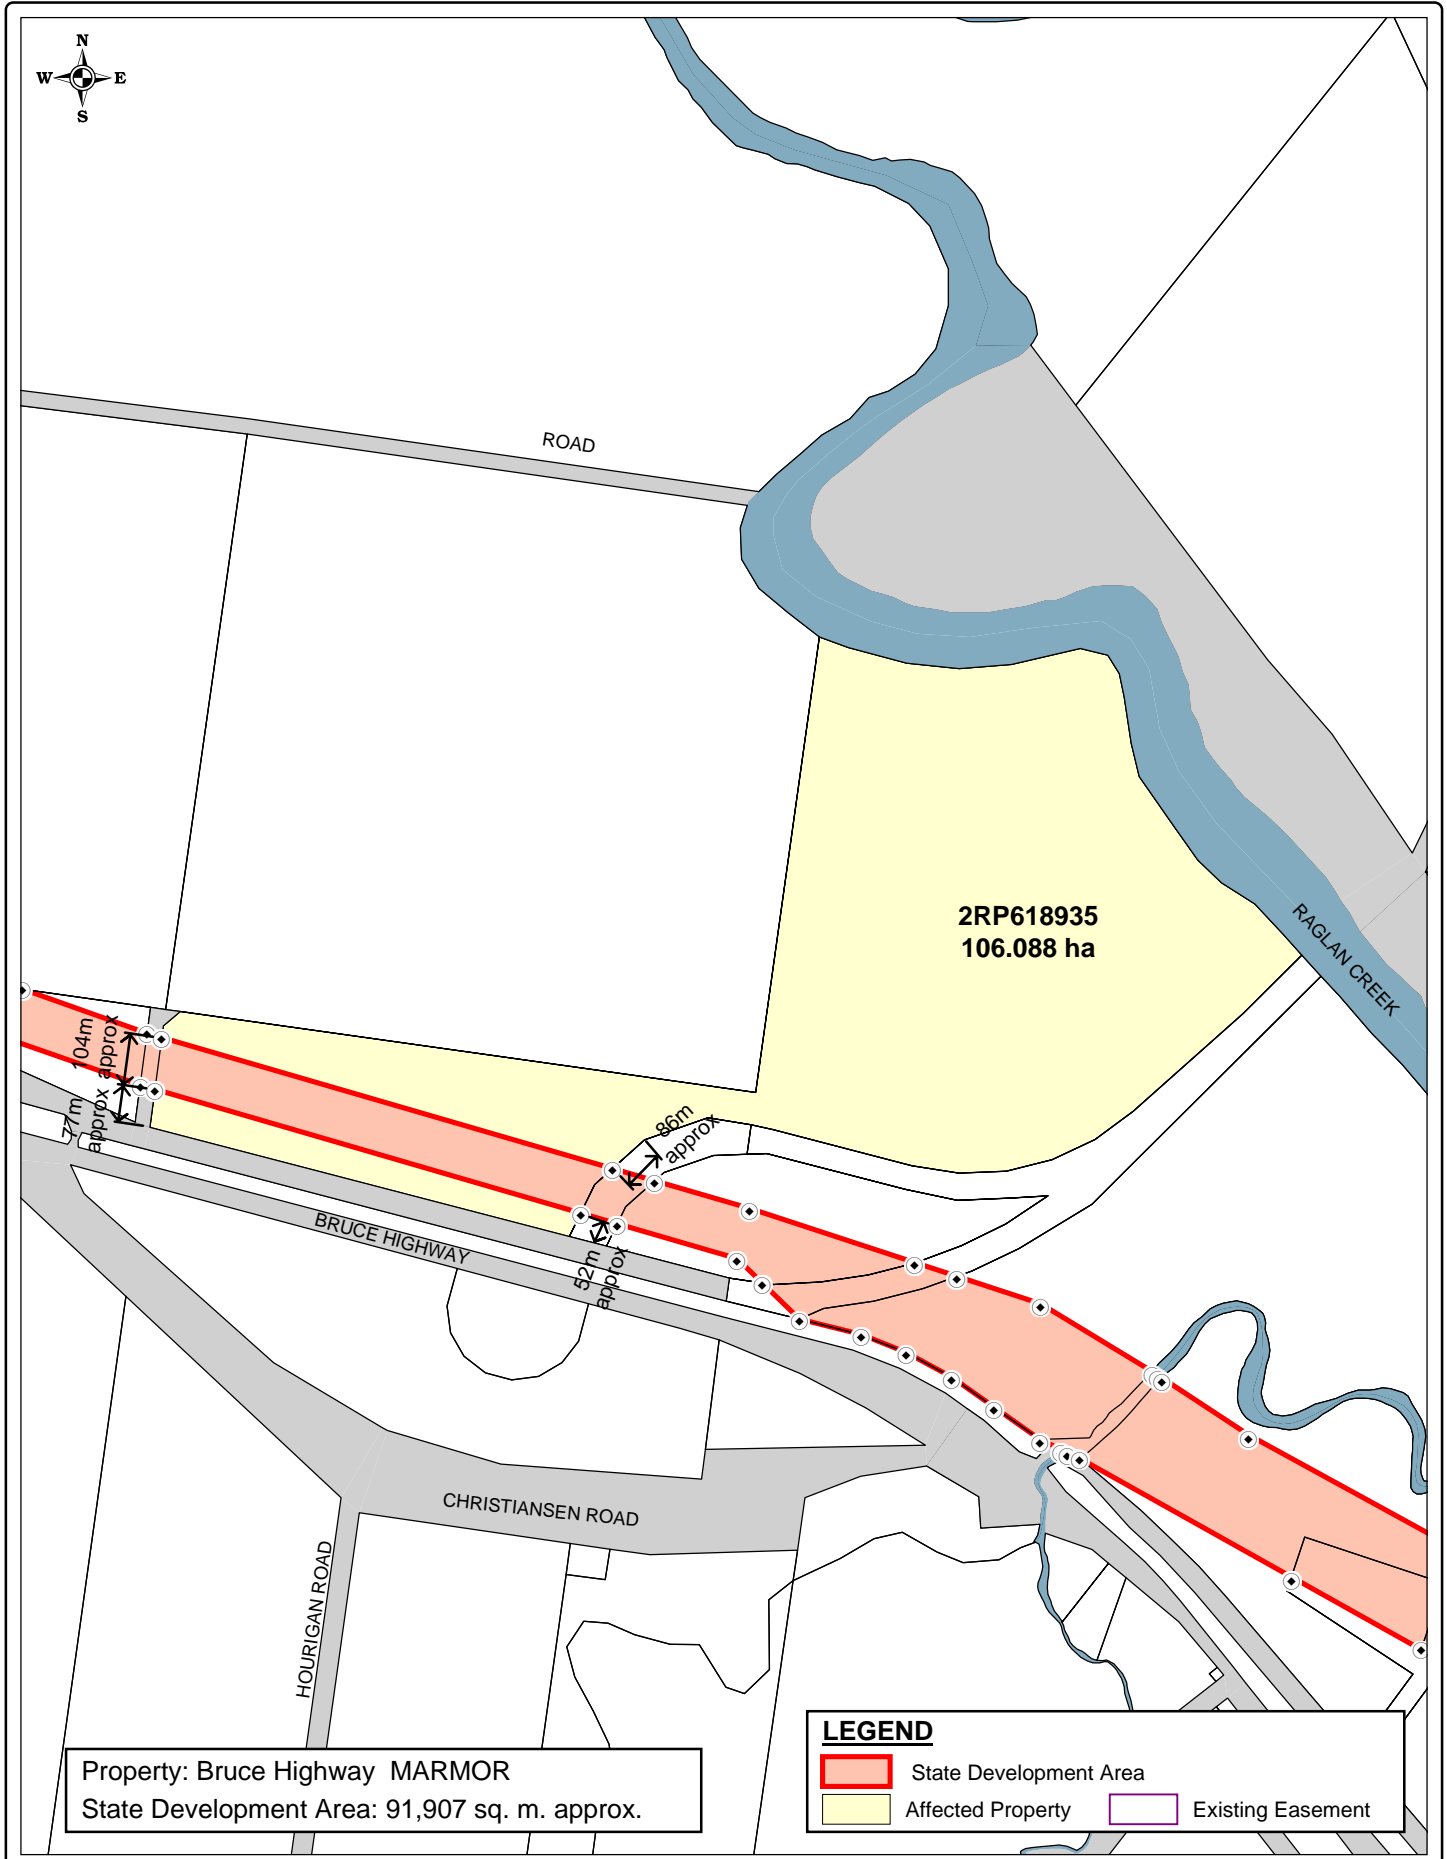 N
W E
S
ROAD
2RP618935
106.088 ha
RAGLAN CREEK
104m
approx
77m
approx
86m
approx
52m
approx
BRUCE HIGHWAY
CHRISTIANSEN ROAD
HOURIGAN ROAD
Property: Bruce Highway MARMOR
State Development Area: 91,907 sq. m. approx.
LEGEND
State Development Area
Affected Property
Existing Easement